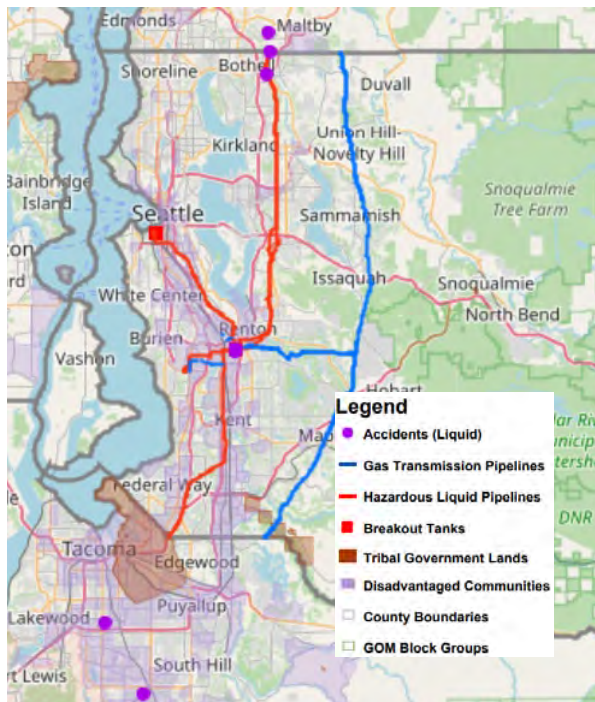 Edmonds
Maltby
Shoreline
Bothell
Duvall
Kirkland
Union Hill-
Novelty Hill
Bainbridge
Island
Snoqualmie
Tree Farm
Seattle
Sammamish
Issaquah
Snoqualmie
White Center
North Bend
Burien
Renton
Vashon
Hobart
Kent
Legend
Accidents (Liquid)
Gas Transmission Pipelines
Hazardous Liquid Pipelines
Breakout Tanks
Tribal Government Lands
Disadvantaged Communities
County Boundaries
GOM Block Groups
DNR
Federal Way
Tacoma
Edgewood
Puyallup
Lakewood
South Hill
rt Lewis